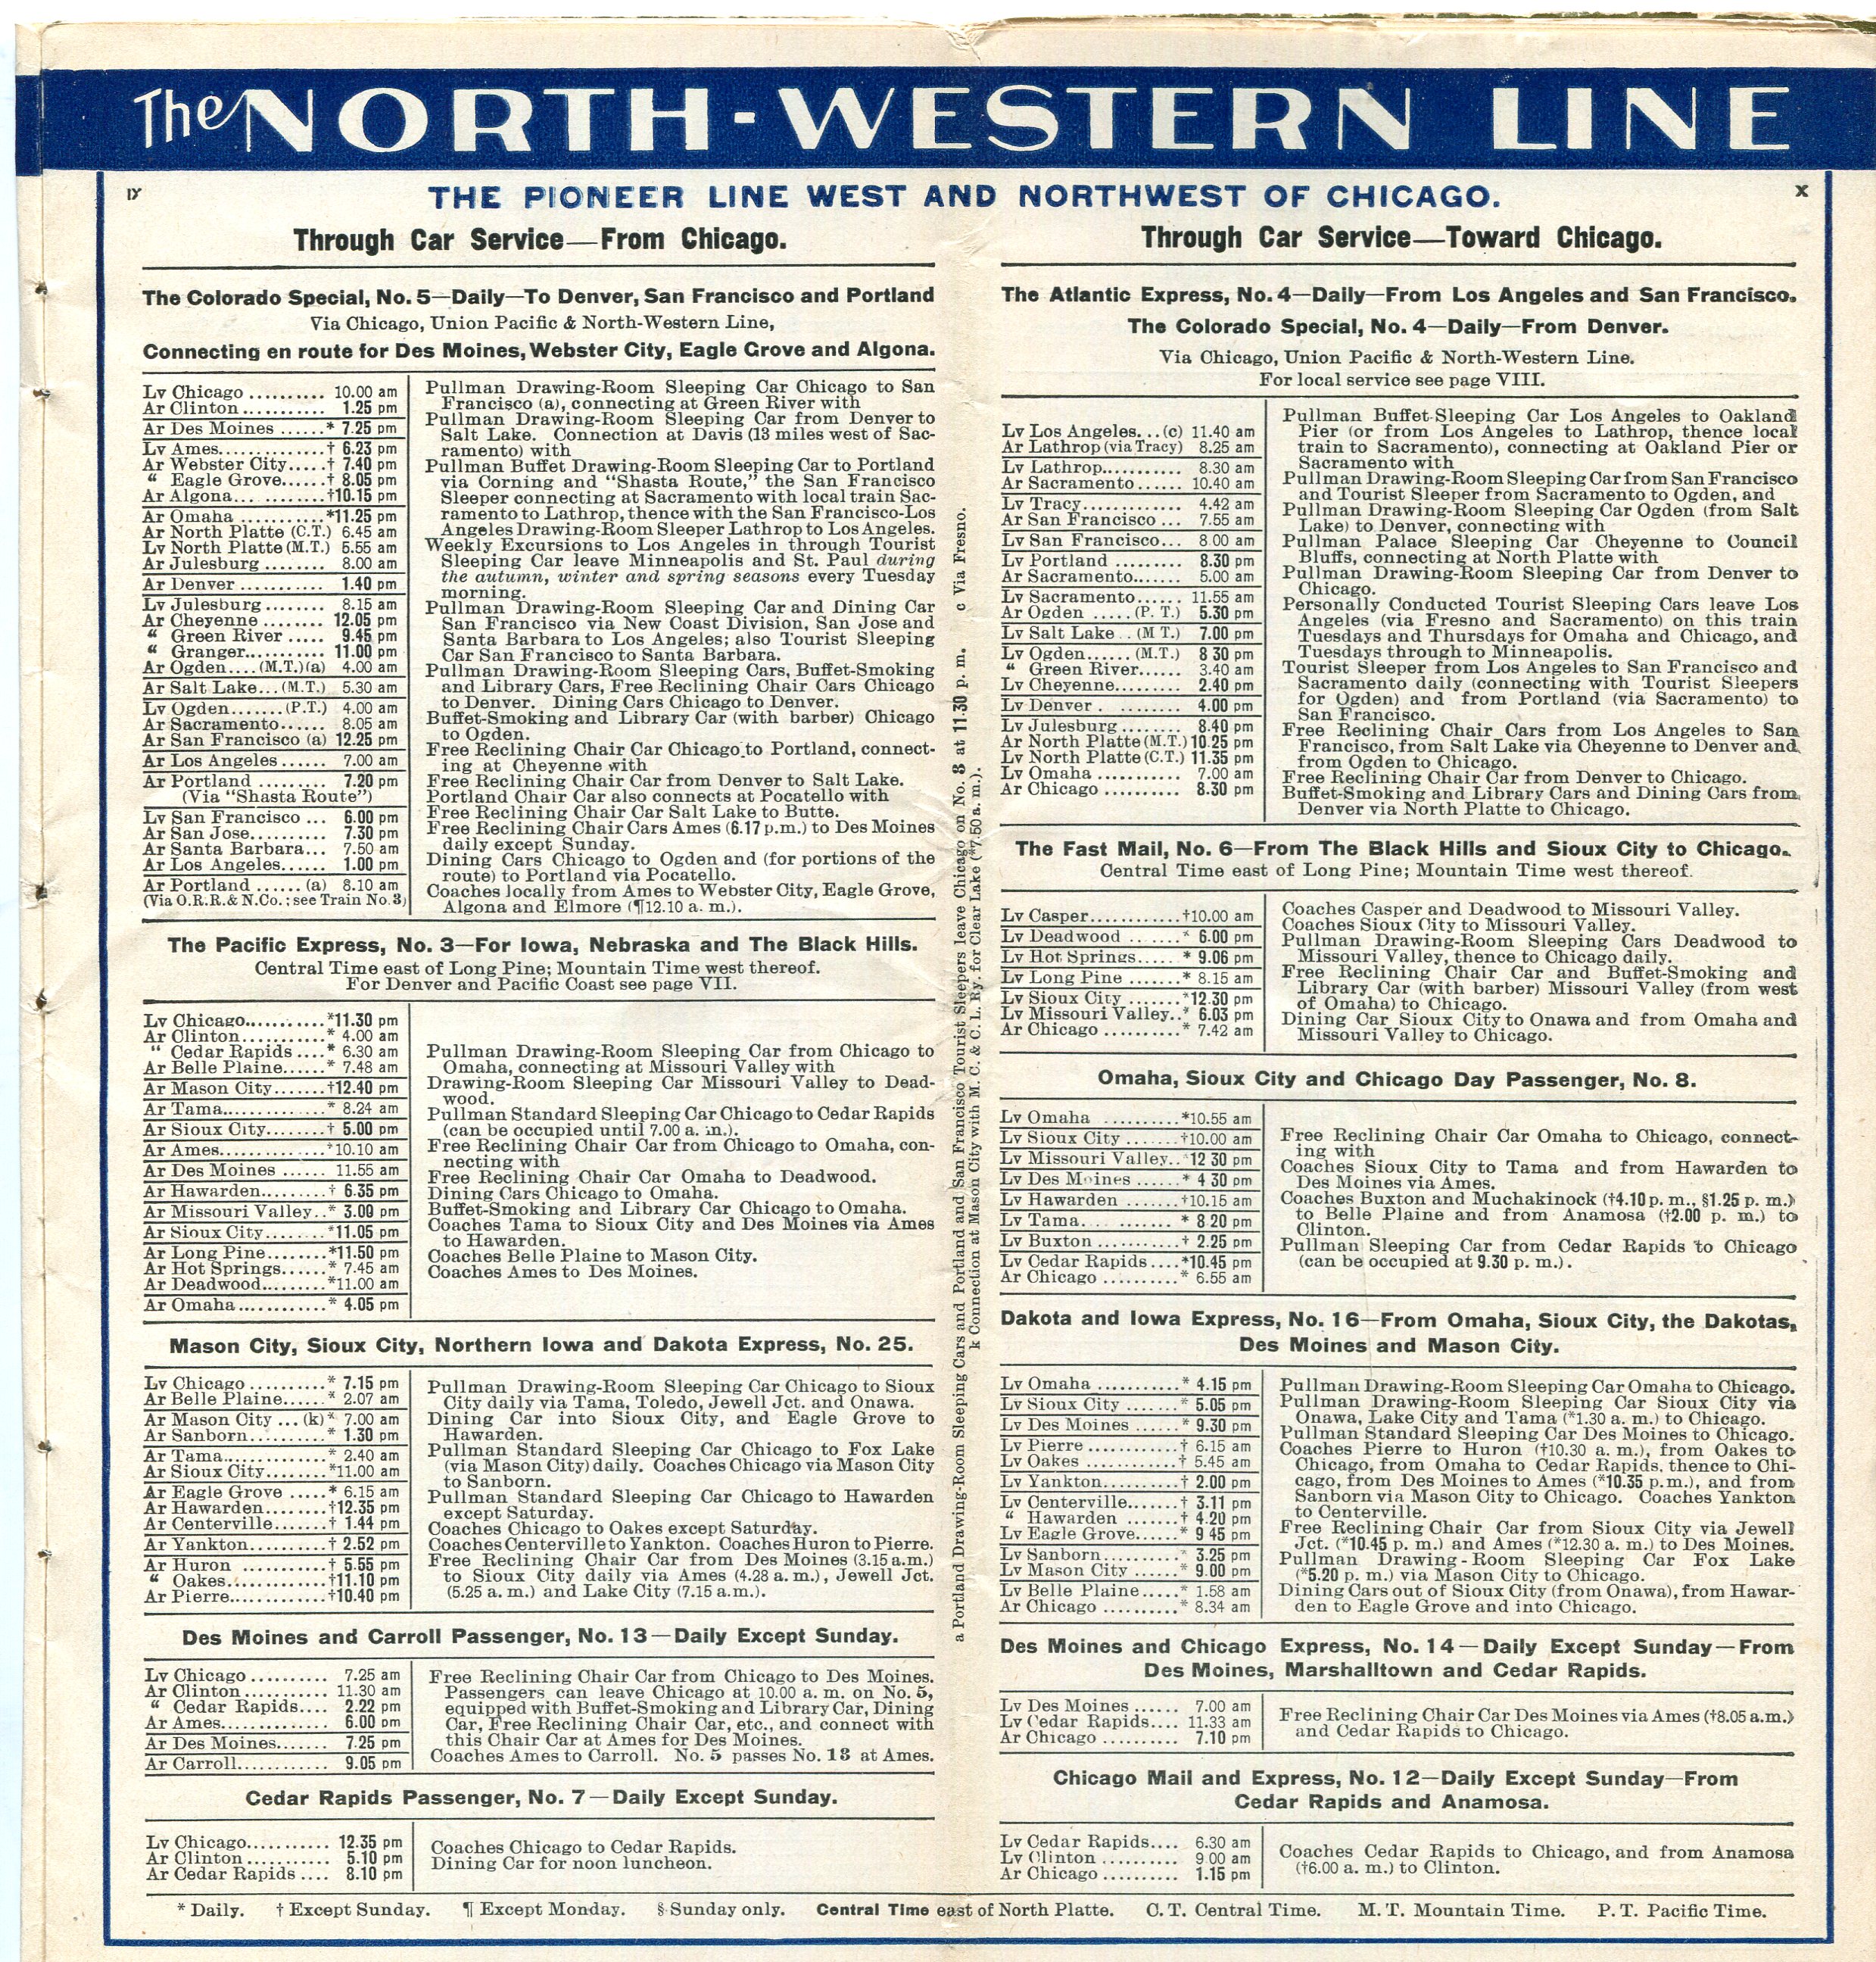 The NORTH-WESTERN LINE
IX
THE PIONEER LINE WEST AND NORTHWEST OF CHICAGO.
X
Through Car Service—From Chicago.
The Colorado Special, No. 5—Daily—To Denver, San Francisco and Portland
Via Chicago, Union Pacific & North-Western Line,
Connecting en route for Des Moines, Webster City, Eagle Grove and Algona.
Lv Chicago .......... 10.00 am
Ar Clinton.......... 1.25 pm
Ar Des Moines ......* 7.25 pm
Lv Ames.............† 6.23 pm
Ar Webster City.....† 7.40 pm
“ Eagle Grove......† 8.05 pm
Ar Algona... ........†10.15 pm
Ar Omaha ..........*11.25 pm
Ar North Platte (C.T.) 6.45 am
Lv North Platte (M.T.) 5.55 am
Ar Julesburg ........ 8.00 am
Ar Denver ........... 1.40 pm
Lv Julesburg ........ 8.15 am
Ar Cheyenne ........ 12.05 pm
“ Green River ..... 9.45 pm
“ Granger.......... 11.00 pm
Ar Ogden....(M.T.)(a) 4.00 am
Ar Salt Lake...(M.T.) 5.30 am
Lv Ogden......(P.T.) 4.00 am
Ar Sacramento...... 8.05 am
Ar San Francisco (a) 12.25 pm
Ar Los Angeles ...... 7.00 am
Ar Portland ......... 7.20 pm
(Via “Shasta Route”)
Lv San Francisco ... 6.00 pm
Ar San Jose.......... 7.30 pm
Ar Santa Barbara... 7.50 am
Ar Los Angeles...... 1.00 pm
Ar Portland ...... (a) 8.10 am
(Via O.R.R.& N.Co.; see Train No. 3)
Pullman Drawing-Room Sleeping Car Chicago to San
Francisco (a), connecting at Green River with
Pullman Drawing-Room Sleeping Car from Denver to
Salt Lake. Connection at Davis (13 miles west of Sac-
ramento) with
Pullman Buffet Drawing-Room Sleeping Car to Portland
via Corning and “Shasta Route,” the San Francisco
Sleeper connecting at Sacramento with local train Sac-
ramento to Lathrop, thence with the San Francisco-Los
Angeles Drawing-Room Sleeper Lathrop to Los Angeles.
Weekly Excursions to Los Angeles in through Tourist
Sleeping Car leave Minneapolis and St. Paul during
the autumn, winter and spring seasons every Tuesday
morning.
Pullman Drawing-Room Sleeping Car and Dining Car
San Francisco via New Coast Division, San Jose and
Santa Barbara to Los Angeles; also Tourist Sleeping
Car San Francisco to Santa Barbara.
Pullman Drawing-Room Sleeping Cars, Buffet-Smoking
and Library Cars, Free Reclining Chair Cars Chicago
to Denver. Dining Cars Chicago to Denver.
Buffet-Smoking and Library Car (with barber) Chicago
to Ogden.
Free Reclining Chair Car Chicago to Portland, connect-
ing at Cheyenne with
Free Reclining Chair Car from Denver to Salt Lake.
Portland Chair Car also connects at Pocatello with
Free Reclining Chair Car Salt Lake to Butte.
Free Reclining Chair Cars Ames (6.17 p.m.) to Des Moines
daily except Sunday.
Dining Cars Chicago to Ogden and (for portions of the
route) to Portland via Pocatello.
Coaches locally from Ames to Webster City, Eagle Grove,
Algona and Elmore (¶12.10 a. m.).
The Pacific Express, No. 3—For Iowa, Nebraska and The Black Hills.
Central Time east of Long Pine; Mountain Time west thereof.
For Denver and Pacific Coast see page VII.
Lv Chicago............*11.30 pm
Ar Clinton ...........* 4.00 am
“ Cedar Rapids ....* 6.30 am
Ar Belle Plaine......* 7.48 am
Ar Mason City.......†12.40 pm
Ar Tama.............* 8.24 am
Ar Sioux City........† 5.00 pm
Ar Ames.............*10.10 am
Ar Des Moines ...... 11.55 am
Ar Hawarden.........† 6.35 pm
Ar Missouri Valley..* 3.00 pm
Ar Sioux City........*11.05 pm
Ar Long Pine........*11.50 pm
Ar Hot Springs......* 7.45 am
Ar Deadwood........*11.00 am
Ar Omaha............* 4.05 pm
Pullman Drawing-Room Sleeping Car from Chicago to
Omaha, connecting at Missouri Valley with
Drawing-Room Sleeping Car Missouri Valley to Dead-
wood.
Pullman Standard Sleeping Car Chicago to Cedar Rapids
(can be occupied until 7.00 a. m.).
Free Reclining Chair Car from Chicago to Omaha, con-
necting with
Free Reclining Chair Car Omaha to Deadwood.
Dining Cars Chicago to Omaha.
Buffet-Smoking and Library Car Chicago to Omaha.
Coaches Tama to Sioux City and Des Moines via Ames
to Hawarden.
Coaches Belle Plaine to Mason City.
Coaches Ames to Des Moines.
Mason City, Sioux City, Northern Iowa and Dakota Express, No. 25.
Lv Chicago ..........* 7.15 pm
Ar Belle Plaine......* 2.07 am
Ar Mason City ...(k)* 7.00 am
Ar Sanborn..........* 1.30 pm
Ar Tama.............* 2.40 am
Ar Sioux City........*11.00 am
Ar Eagle Grove .....* 6.15 am
Ar Hawarden........†12.35 pm
Ar Centerville.......† 1.44 pm
Ar Yankton..........† 2.52 pm
Ar Huron ...........† 5.55 pm
“ Oakes.............†11.10 pm
Ar Pierre............†10.40 pm
Pullman Drawing-Room Sleeping Car Chicago to Sioux
City daily via Tama, Toledo, Jewell Jct. and Onawa.
Dining Car into Sioux City, and Eagle Grove to
Hawarden.
Pullman Standard Sleeping Car Chicago to Fox Lake
(via Mason City) daily. Coaches Chicago via Mason City
to Sanborn.
Pullman Standard Sleeping Car Chicago to Hawarden
except Saturday.
Coaches Chicago to Oakes except Saturday.
Coaches Centerville to Yankton. Coaches Huron to Pierre.
Free Reclining Chair Car from Des Moines (3.15 a.m.)
to Sioux City daily via Ames (4.28 a. m.), Jewell Jct.
(5.25 a. m.) and Lake City (7.15 a.m.).
Des Moines and Carroll Passenger, No. 13—Daily Except Sunday.
Lv Chicago .......... 7.25 am
Ar Clinton .......... 11.30 am
“ Cedar Rapids.... 2.22 pm
Ar Ames............. 6.00 pm
Ar Des Moines....... 7.25 pm
Ar Carroll............ 9.05 pm
Free Reclining Chair Car from Chicago to Des Moines.
Passengers can leave Chicago at 10.00 a. m. on No. 5,
equipped with Buffet-Smoking and Library Car, Dining
Car, Free Reclining Chair Car, etc., and connect with
this Chair Car at Ames for Des Moines.
Coaches Ames to Carroll. No. 5 passes No. 13 at Ames.
Cedar Rapids Passenger, No. 7—Daily Except Sunday.
Lv Chicago........... 12.35 pm
Ar Clinton ........... 5.10 pm
Ar Cedar Rapids .... 8.10 pm
Coaches Chicago to Cedar Rapids.
Dining Car for noon luncheon.
a Portland Drawing-Room Sleeping Cars and Portland and San Francisco Tourist Sleepers leave Chicago on No. 3 at 11.30 p. m. c Via Fresno.
k Connection at Mason City with M. C. & C. L. Ry. for Clear Lake (*7.50 a. m.).
Through Car Service—Toward Chicago.
The Atlantic Express, No. 4—Daily—From Los Angeles and San Francisco.
The Colorado Special, No. 4—Daily—From Denver.
Via Chicago, Union Pacific & North-Western Line.
For local service see page VIII.
Lv Los Angeles...(c) 11.40 am
Ar Lathrop (via Tracy) 8.25 am
Lv Lathrop.......... 8.30 am
Ar Sacramento...... 10.40 am
Lv Tracy............ 4.42 am
Ar San Francisco ... 7.55 am
Lv San Francisco... 8.00 am
Lv Portland ......... 8.30 pm
Ar Sacramento...... 5.00 am
Lv Sacramento...... 11.55 am
Ar Ogden .....(P. T.) 5.30 pm
Lv Salt Lake...(M T.) 7.00 pm
Lv Ogden......(M.T.) 8 30 pm
“ Green River...... 3.40 am
Lv Cheyenne......... 2.40 pm
Lv Denver . ......... 4.00 pm
Lv Julesburg ........ 8.40 pm
Ar North Platte (M.T.) 10.25 pm
Lv North Platte (C.T.) 11.35 pm
Lv Omaha .......... 7.00 am
Ar Chicago .......... 8.30 pm
Pullman Buffet Sleeping Car Los Angeles to Oakland
Pier (or from Los Angeles to Lathrop, thence local
train to Sacramento), connecting at Oakland Pier or
Sacramento with
Pullman Drawing-Room Sleeping Car from San Francisco
and Tourist Sleeper from Sacramento to Ogden, and
Pullman Drawing-Room Sleeping Car Ogden (from Salt
Lake) to Denver, connecting with
Pullman Palace Sleeping Car Cheyenne to Council
Bluffs, connecting at North Platte with
Pullman Drawing-Room Sleeping Car from Denver to
Chicago.
Personally Conducted Tourist Sleeping Cars leave Los
Angeles (via Fresno and Sacramento) on this train
Tuesdays and Thursdays for Omaha and Chicago, and
Tuesdays through to Minneapolis.
Tourist Sleeper from Los Angeles to San Francisco and
Sacramento daily (connecting with Tourist Sleepers
for Ogden) and from Portland (via Sacramento) to
San Francisco.
Free Reclining Chair Cars from Los Angeles to San
Francisco, from Salt Lake via Cheyenne to Denver and
from Ogden to Chicago.
Free Reclining Chair Car from Denver to Chicago.
Buffet-Smoking and Library Cars and Dining Cars from
Denver via North Platte to Chicago.
The Fast Mail, No. 6—From The Black Hills and Sioux City to Chicago.
Central Time east of Long Pine; Mountain Time west thereof.
Lv Casper............†10.00 am
Lv Deadwood .. .....* 6.00 pm
Lv Hot Springs.....* 9.06 pm
Lv Long Pine .......* 8.15 am
Lv Sioux City .......*12.30 pm
Lv Missouri Valley..* 6.03 pm
Ar Chicago ..........* 7.42 am
Coaches Casper and Deadwood to Missouri Valley.
Coaches Sioux City to Missouri Valley.
Pullman Drawing-Room Sleeping Cars Deadwood to
Missouri Valley, thence to Chicago daily.
Free Reclining Chair Car and Buffet-Smoking and
Library Car (with barber) Missouri Valley (from west
of Omaha) to Chicago.
Dining Car Sioux City to Onawa and from Omaha and
Missouri Valley to Chicago.
Omaha, Sioux City and Chicago Day Passenger, No. 8.
Lv Omaha ..........*10.55 am
Lv Sioux City .......†10.00 am
Lv Missouri Valley..*12 30 pm
Lv Des Moines ......* 4 30 pm
Lv Hawarden .......†10.15 am
Lv Tama... .........* 8 20 pm
Lv Buxton ..........† 2.25 pm
Lv Cedar Rapids....*10.45 pm
Ar Chicago ..........* 6.55 am
Free Reclining Chair Car Omaha to Chicago, connect-
ing with
Coaches Sioux City to Tama and from Hawarden to
Des Moines via Ames.
Coaches Buxton and Muchakinock (†4.10 p. m., §1.25 p. m.)
to Belle Plaine and from Anamosa (†2.00 p. m.) to
Clinton.
Pullman Sleeping Car from Cedar Rapids to Chicago
(can be occupied at 9.30 p. m.).
Dakota and Iowa Express, No. 16—From Omaha, Sioux City, the Dakotas,
Des Moines and Mason City.
Lv Omaha ..........* 4.15 pm
Lv Sioux City .......* 5.05 pm
Lv Des Moines ......* 9.30 pm
Lv Pierre ...........† 6.15 am
Lv Oakes ...........† 5.45 am
Lv Yankton.........† 2.00 pm
Lv Centerville......† 3.11 pm
“ Hawarden .......† 4.20 pm
Lv Eagle Grove.....* 9 45 pm
Lv Sanborn.........* 3.25 pm
Lv Mason City .....* 9.00 pm
Lv Belle Plaine.....* 1.58 am
Ar Chicago ..........* 8.34 am
Pullman Drawing-Room Sleeping Car Omaha to Chicago.
Pullman Drawing-Room Sleeping Car Sioux City via
Onawa, Lake City and Tama (*1.30 a. m.) to Chicago.
Pullman Standard Sleeping Car Des Moines to Chicago.
Coaches Pierre to Huron (†10.30 a. m.), from Oakes to
Chicago, from Omaha to Cedar Rapids, thence to Chi-
cago, from Des Moines to Ames (*10.35 p.m.), and from
Sanborn via Mason City to Chicago. Coaches Yankton
to Centerville.
Free Reclining Chair Car from Sioux City via Jewell
Jct. (*10.45 p. m.) and Ames (*12.30 a. m.) to Des Moines.
Pullman Drawing-Room Sleeping Car Fox Lake
(*5.20 p. m.) via Mason City to Chicago.
Dining Cars out of Sioux City (from Onawa), from Hawar-
den to Eagle Grove and into Chicago.
Des Moines and Chicago Express, No. 14—Daily Except Sunday—From
Des Moines, Marshalltown and Cedar Rapids.
Lv Des Moines ...... 7.00 am
Lv Cedar Rapids.... 11.33 am
Ar Chicago .......... 7.10 pm
Free Reclining Chair Car Des Moines via Ames (†8.05 a.m.)
and Cedar Rapids to Chicago.
Chicago Mail and Express, No. 12—Daily Except Sunday—From
Cedar Rapids and Anamosa.
Lv Cedar Rapids.... 6.30 am
Lv Clinton .......... 9.00 am
Ar Chicago .......... 1.15 pm
Coaches Cedar Rapids to Chicago, and from Anamosa
(†6.00 a. m.) to Clinton.
* Daily. † Except Sunday. ¶ Except Monday. § Sunday only. Central Time east of North Platte. C. T. Central Time. M. T. Mountain Time. P. T. Pacific Time.